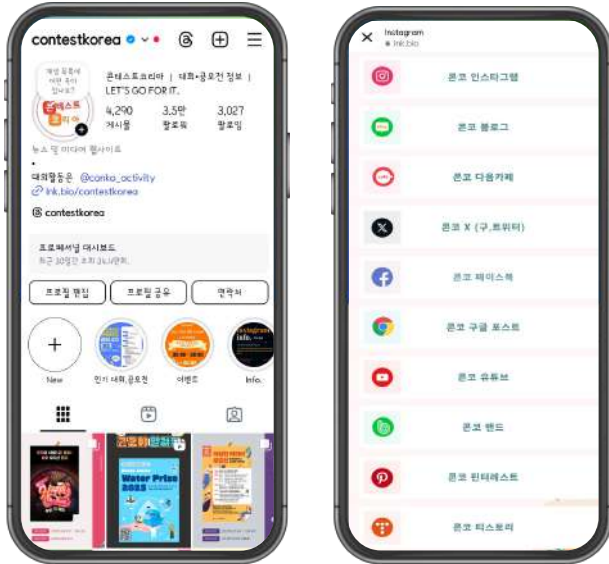 contestkorea
콘테스트코리아 | 대회•공모전 정보 |
LET'S GO FOR IT.
4,290 3.5만 3,027
게시물 팔로워 팔로잉
뉴스 및 미디어 웹사이트
대외활동은 @conko_activity
lnk.bio/contestkorea
contestkorea
프로페셔널 대시보드
프로필 편집 프로필 공유 연락처
New 인기 대회,공모전 이벤트 Info.
Water Prize
2025
Instagram
lnk.bio
콘코 인스타그램
콘코 블로그
콘코 다음카페
콘코 X (구,트위터)
콘코 페이스북
콘코 구글 포스트
콘코 유튜브
콘코 밴드
콘코 핀터레스트
콘코 티스토리